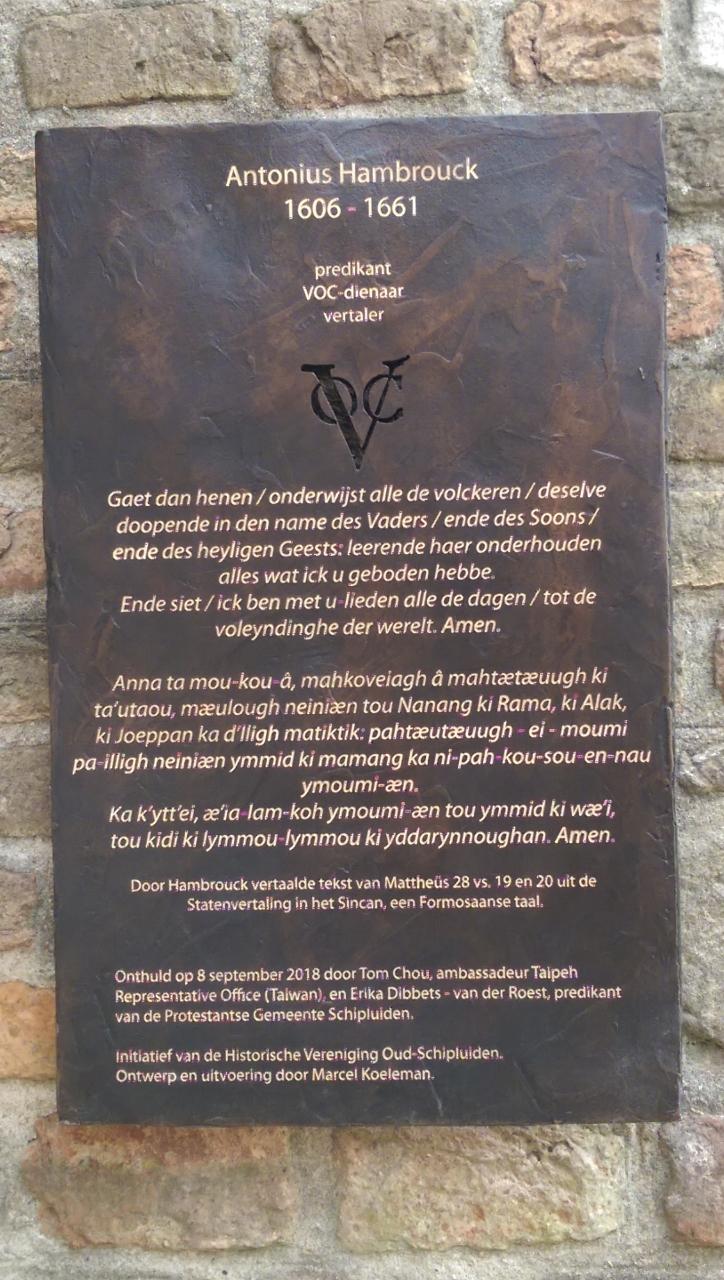 Antonius Hambrouck
1606 - 1661
predikant
VOC-dienaar
vertaler
VOC
Gaet dan henen / onderwijst alle de volckeren / deselve
doopende in den name des Vaders / ende des Soons /
ende des heyligen Geests: leerende haer onderhouden
alles wat ick u geboden hebbe.
Ende siet / ick ben met u-lieden alle de dagen / tot de
voleyndinghe der werelt. Amen.
Anna ta mou-kou-â, mahkoveiagh â mahtætæuugh ki
ta'utaou, mæulough neiniæn tou Nanang ki Rama, ki Alak,
ki Joeppan ka d'lligh matiktik: pahtæutæuugh - ei - moumi
pa-illigh neiniæn ymmid ki mamang ka ni-pah-kou-sou-en-nau
ymoumi-æn.
Ka k'ytt'ei, æ'ia-lam-koh ymoumi-æn tou ymmid ki wæ'i,
tou kidi ki lymmou-lymmou ki yddarynnoughan. Amen.
Door Hambrouck vertaalde tekst van Mattheüs 28 vs. 19 en 20 uit de
Statenvertaling in het Sincan, een Formosaanse taal.
Onthuld op 8 september 2018 door Tom Chou, ambassadeur Taipeh
Representative Office (Taiwan), en Erika Dibbets - van der Roest, predikant
van de Protestantse Gemeente Schipluiden.
Initiatief van de Historische Vereniging Oud-Schipluiden.
Ontwerp en uitvoering door Marcel Koeleman.